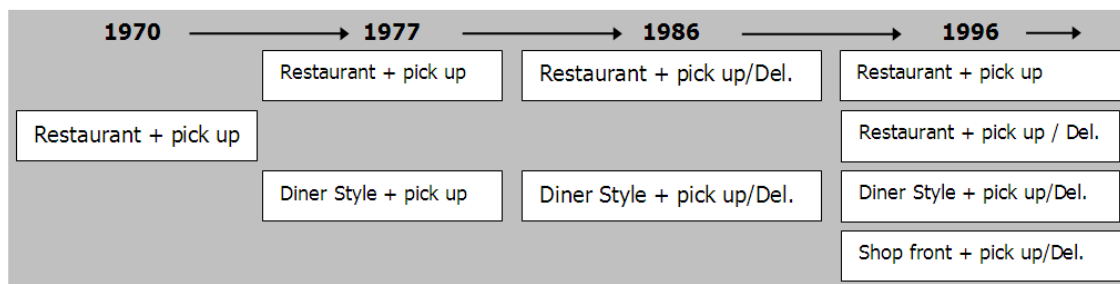 1970 1977 1986 1996
Restaurant + pick up Restaurant + pick up/Del. Restaurant + pick up
Restaurant + pick up Restaurant + pick up / Del.
Diner Style + pick up Diner Style + pick up/Del. Diner Style + pick up/Del.
Shop front + pick up/Del.